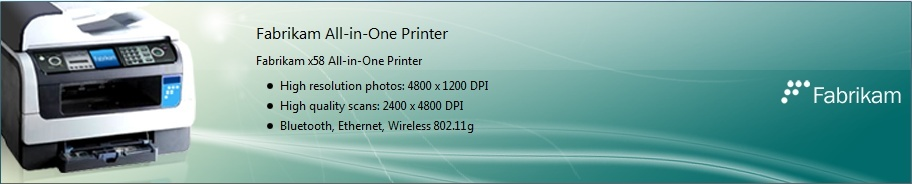 Fabrikam All-in-One Printer
Fabrikam x58 All-in-One Printer
High resolution photos: 4800 x 1200 DPI
High quality scans: 2400 x 4800 DPI
Bluetooth, Ethernet, Wireless 802.11g
Fabrikam
Fabrikam